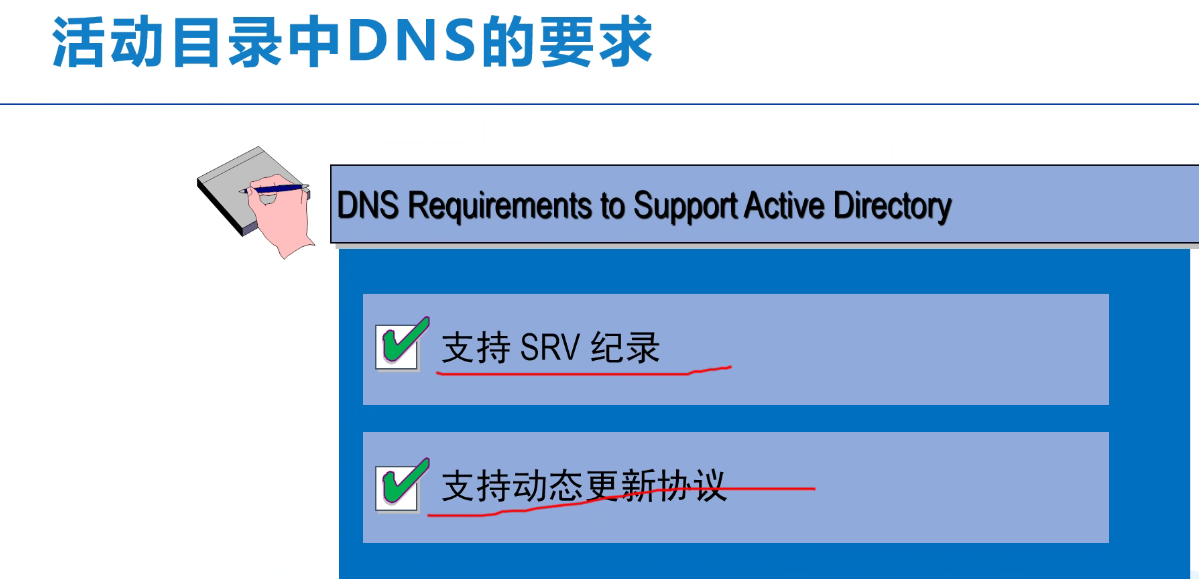 活动目录中DNS的要求
DNS Requirements to Support Active Directory
支持 SRV 纪录
支持动态更新协议